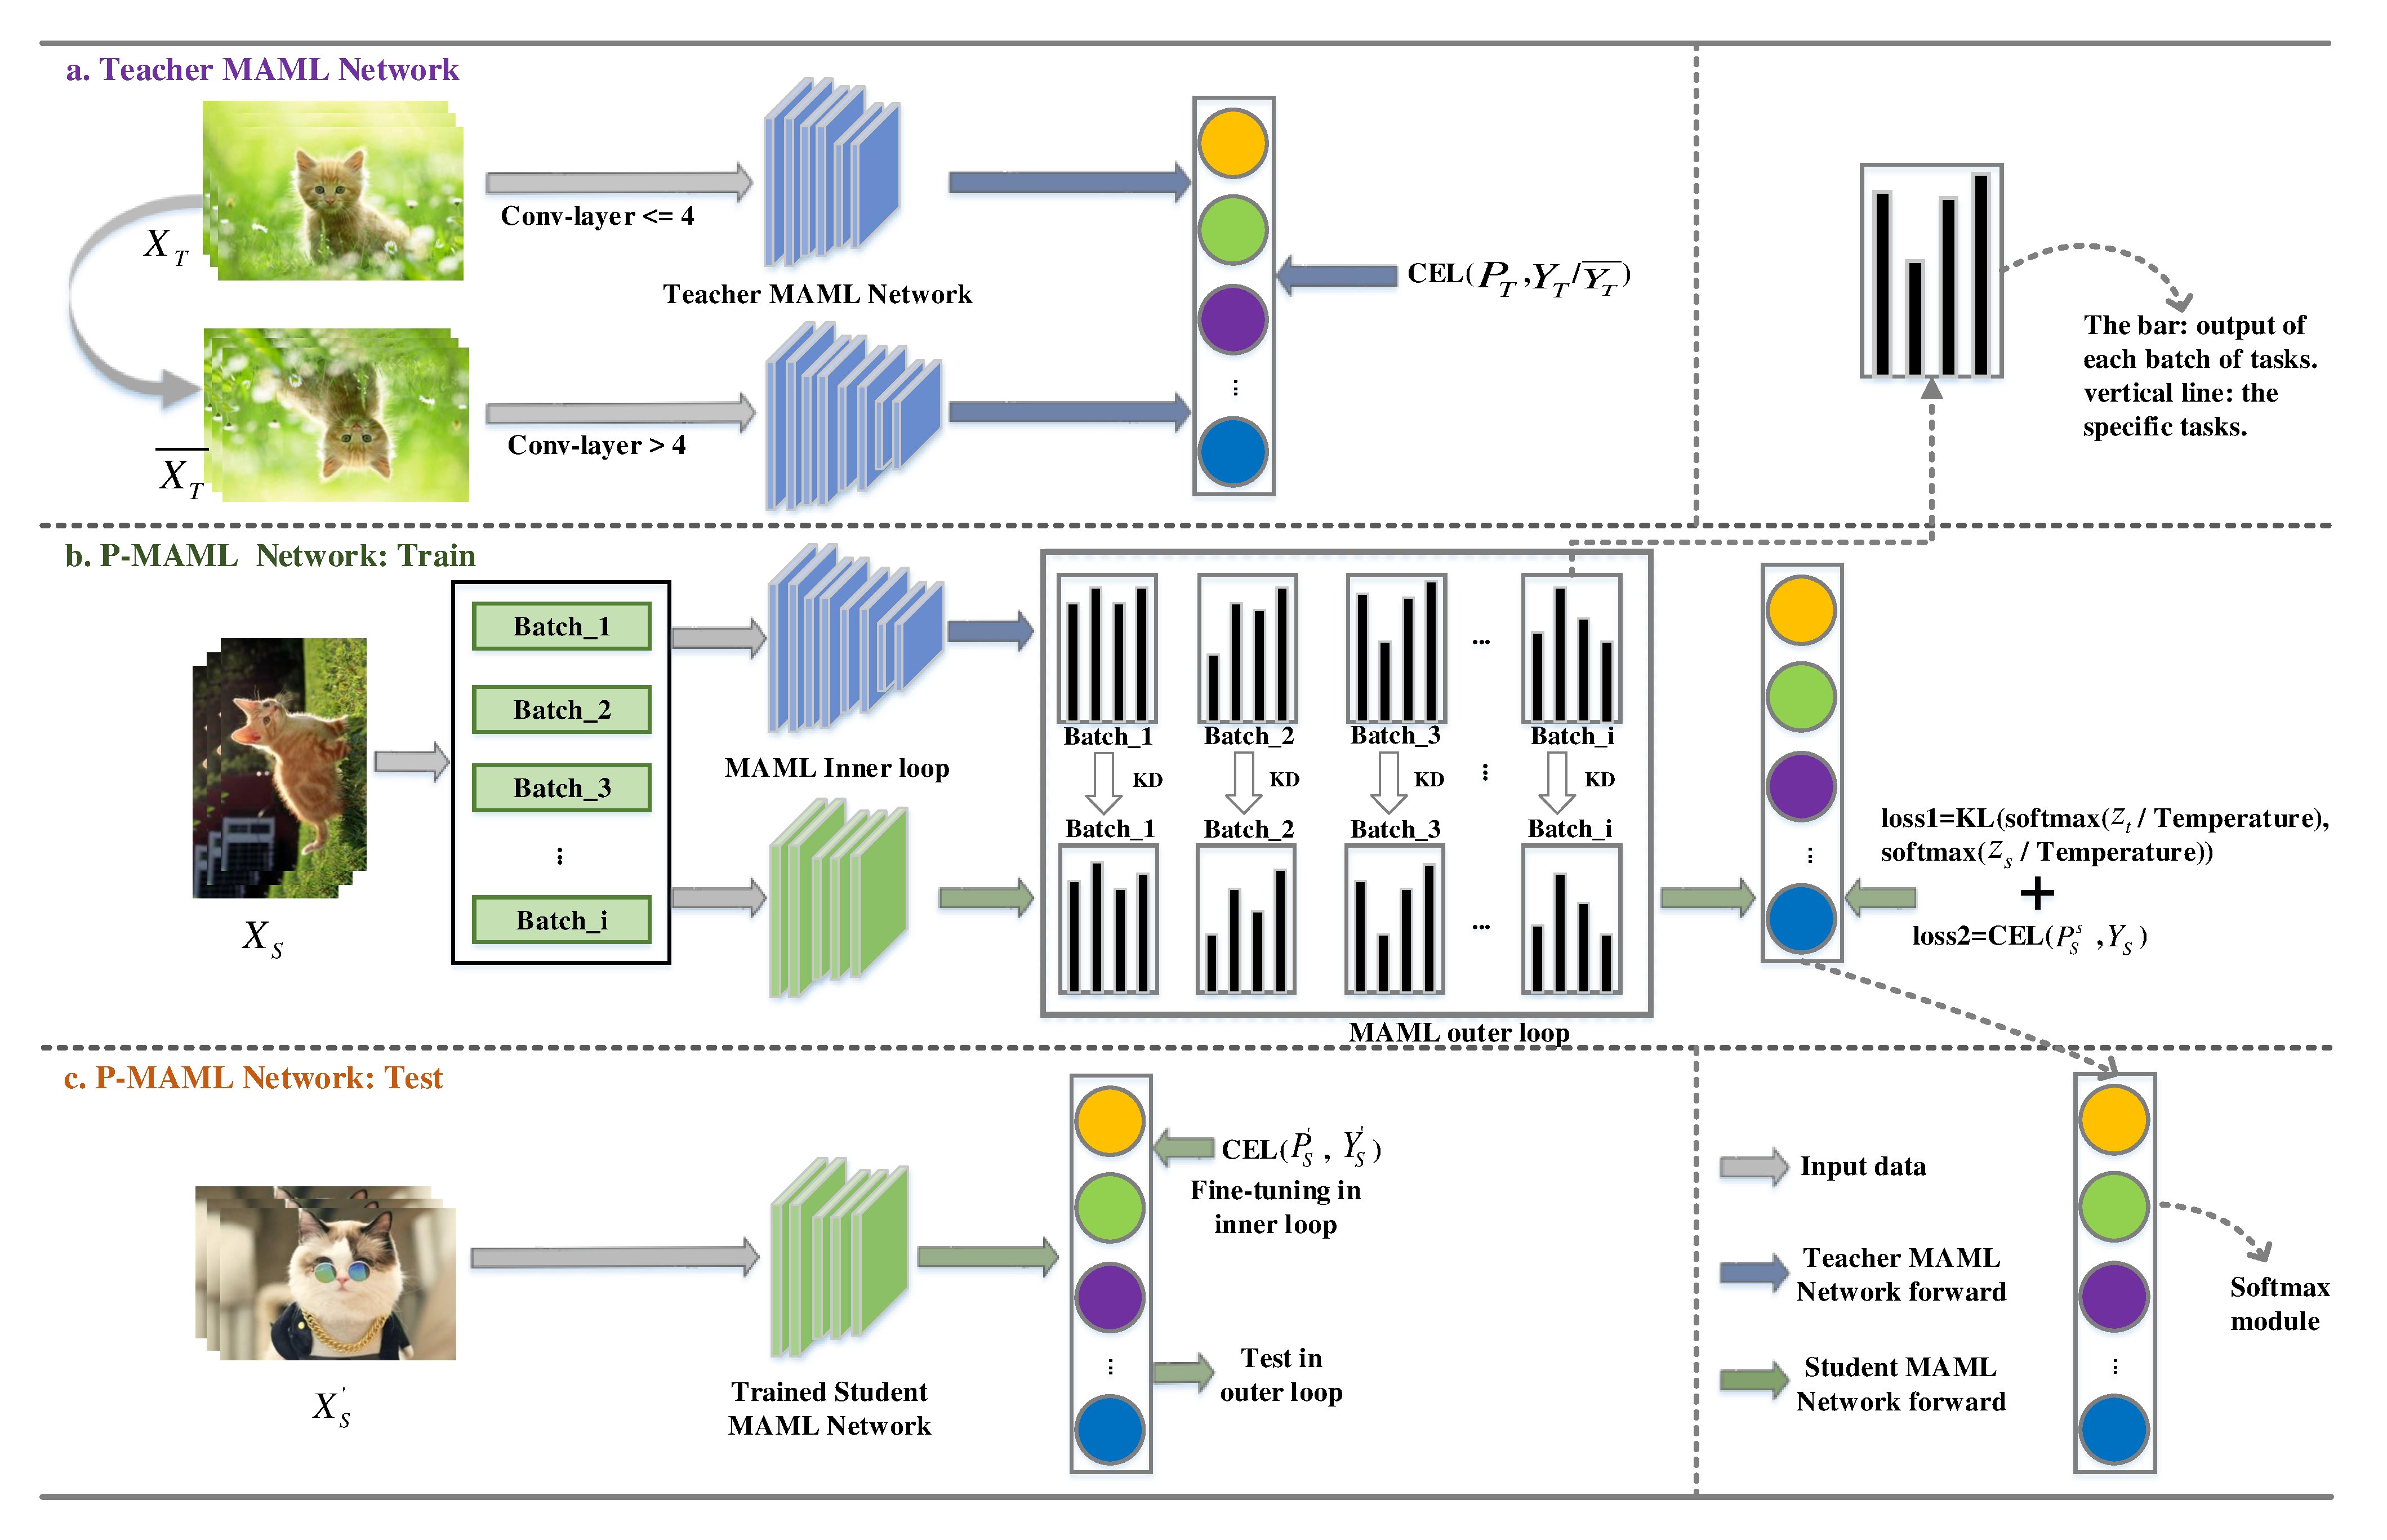 a. Teacher MAML Network
X_T
Conv-layer <= 4
Teacher MAML Network
CEL(P_T ,Y_T/\overline{Y_T})
\overline{X_T}
Conv-layer > 4
The bar: output of
each batch of tasks.
vertical line: the
specific tasks.
b. P-MAML  Network: Train
X_S
Batch_1
Batch_2
Batch_3
...
Batch_i
MAML Inner loop
Batch_1
Batch_2
Batch_3
...
Batch_i
KD
KD
KD
...
KD
Batch_1
Batch_2
Batch_3
...
Batch_i
MAML outer loop
loss1=KL(softmax(Z_t / Temperature),
softmax(Z_s / Temperature))
+
loss2=CEL(P_S^s ,Y_S)
c. P-MAML Network: Test
X_S^'
Trained Student
MAML Network
CEL(P_S^' , Y_S^')
Fine-tuning in
inner loop
Test in
outer loop
Input data
Teacher MAML
Network forward
Student MAML
Network forward
Softmax
module